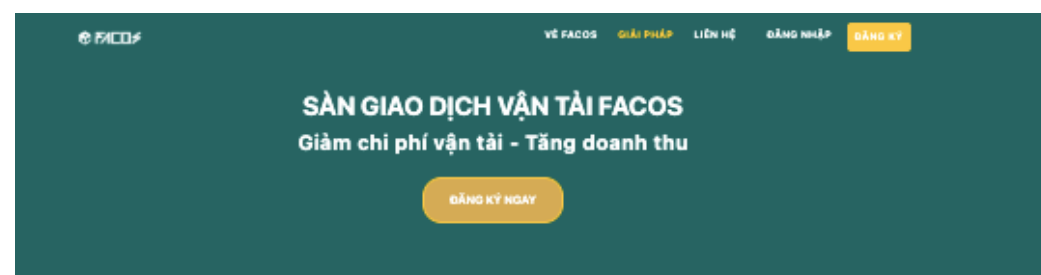 FACOS
VỀ FACOS GIẢI PHÁP LIÊN HỆ ĐĂNG NHẬP ĐĂNG KÝ
SÀN GIAO DỊCH VẬN TẢI FACOS
Giảm chi phí vận tải - Tăng doanh thu
ĐĂNG KÝ NGAY